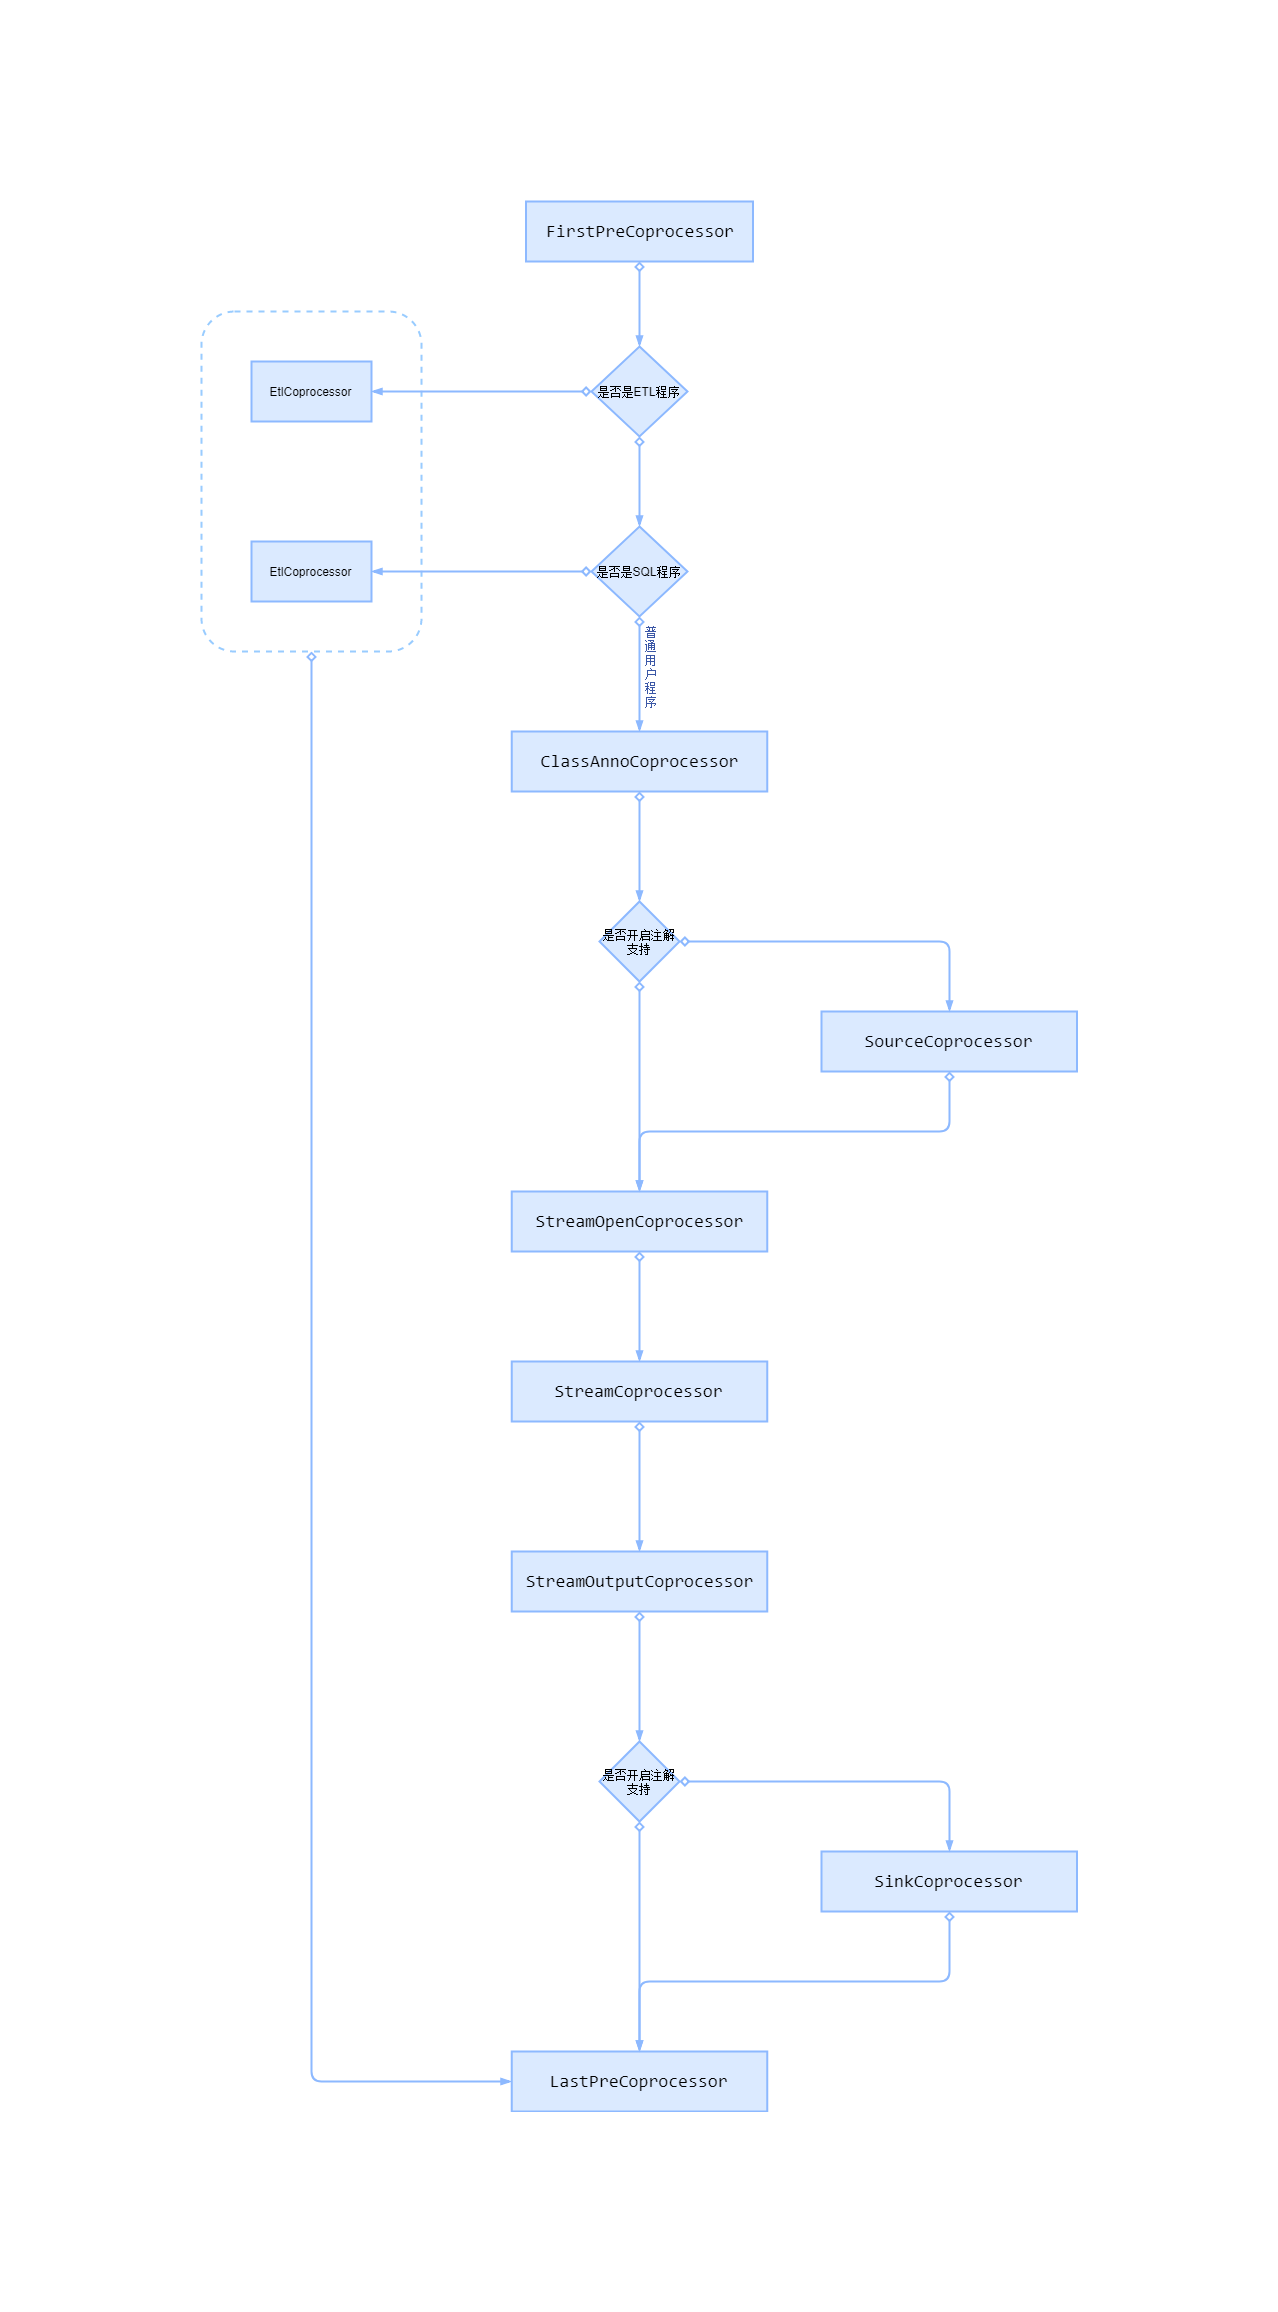 FirstPreCoprocessor
EtlCoprocessor
是否是ETL程序
EtlCoprocessor
是否是SQL程序
普
通
用
户
程
序
ClassAnnoCoprocessor
是否开启注解
支持
SourceCoprocessor
StreamOpenCoprocessor
StreamCoprocessor
StreamOutputCoprocessor
是否开启注解
支持
SinkCoprocessor
LastPreCoprocessor